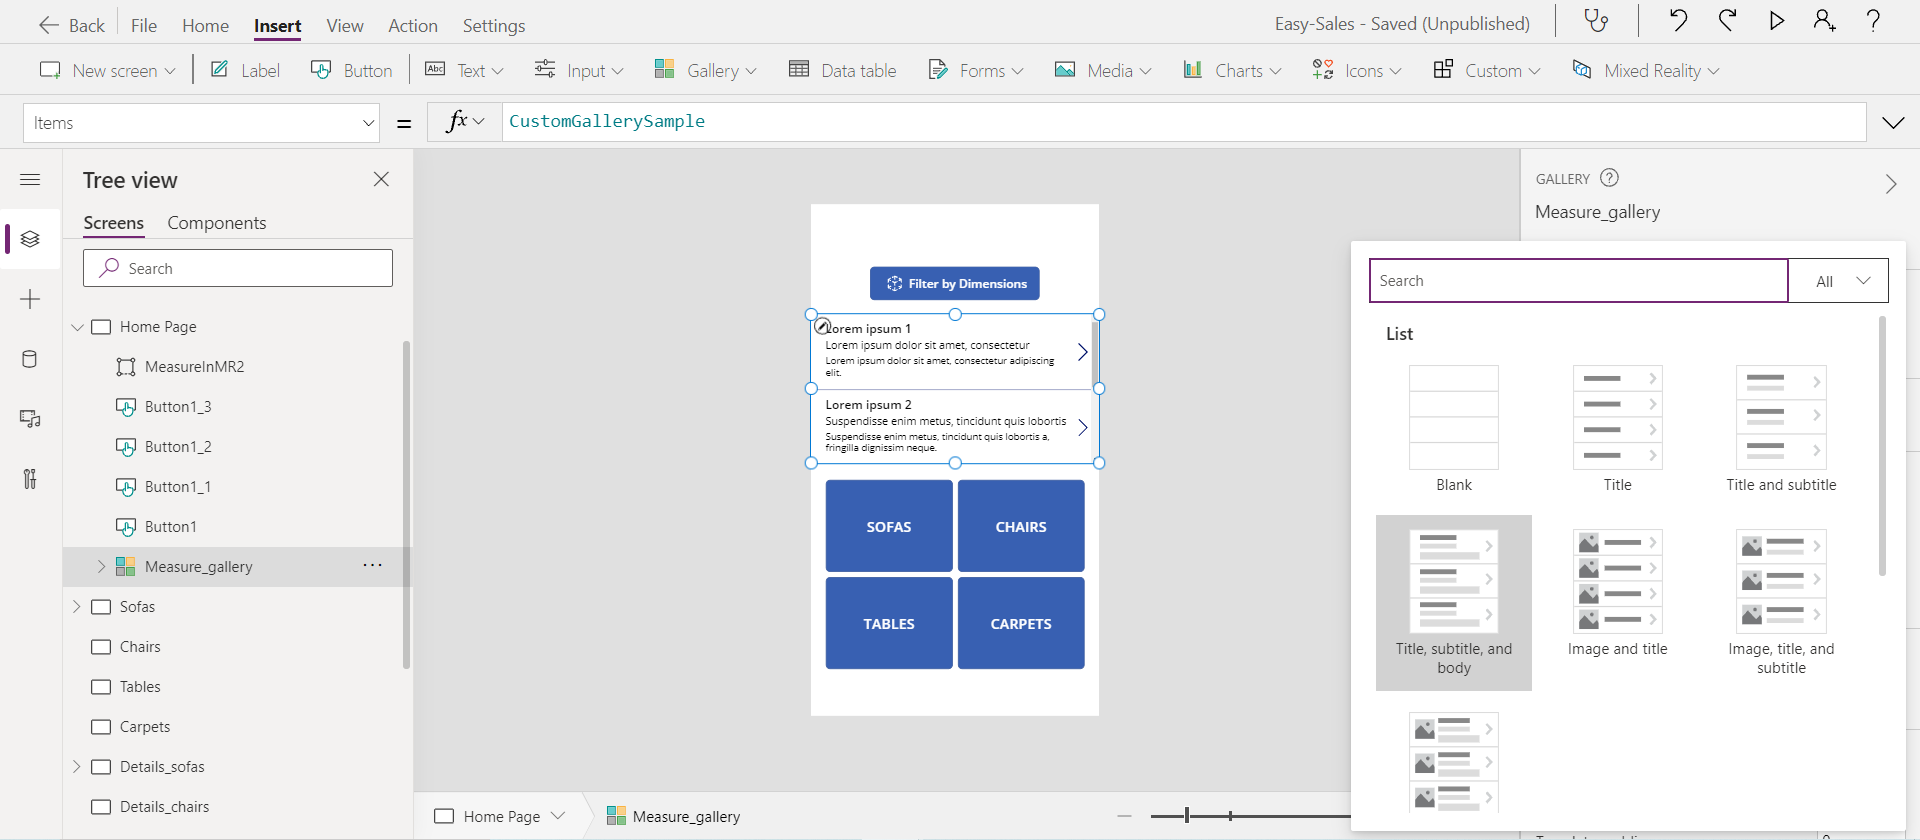 Back File Home Insert View Action Settings
Easy-Sales - Saved (Unpublished)
New screen Label Button Abc Text Input Gallery Data table Forms Media Charts Icons Custom Mixed Reality
Items = fx CustomGallerySample
Tree view
Screens Components
Search
Home Page
MeasureInMR2
Button1_3
Button1_2
Button1_1
Button1
Measure_gallery
Sofas
Chairs
Tables
Carpets
Details_sofas
Details_chairs
Filter by Dimensions
Lorem ipsum 1
Lorem ipsum dolor sit amet, consectetur
Lorem ipsum dolor sit amet, consectetur adipiscing
elit.
Lorem ipsum 2
Suspendisse enim metus, tincidunt quis lobortis
Suspendisse enim metus, tincidunt quis lobortis a,
fringilla dignissim neque.
SOFAS CHAIRS
TABLES CARPETS
Home Page Measure_gallery
GALLERY
Measure_gallery
Search All
List
Blank Title Title and subtitle
Title, subtitle, and
body
Image and title
Image, title, and
subtitle